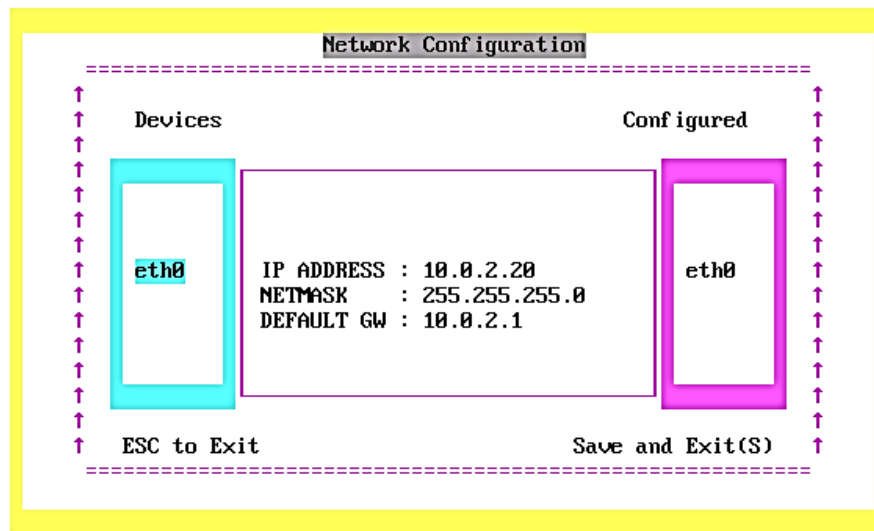 Network Configuration
Devices Configured
eth0 IP ADDRESS : 10.0.2.20 eth0
NETMASK : 255.255.255.0
DEFAULT GW : 10.0.2.1
ESC to Exit Save and Exit(S)